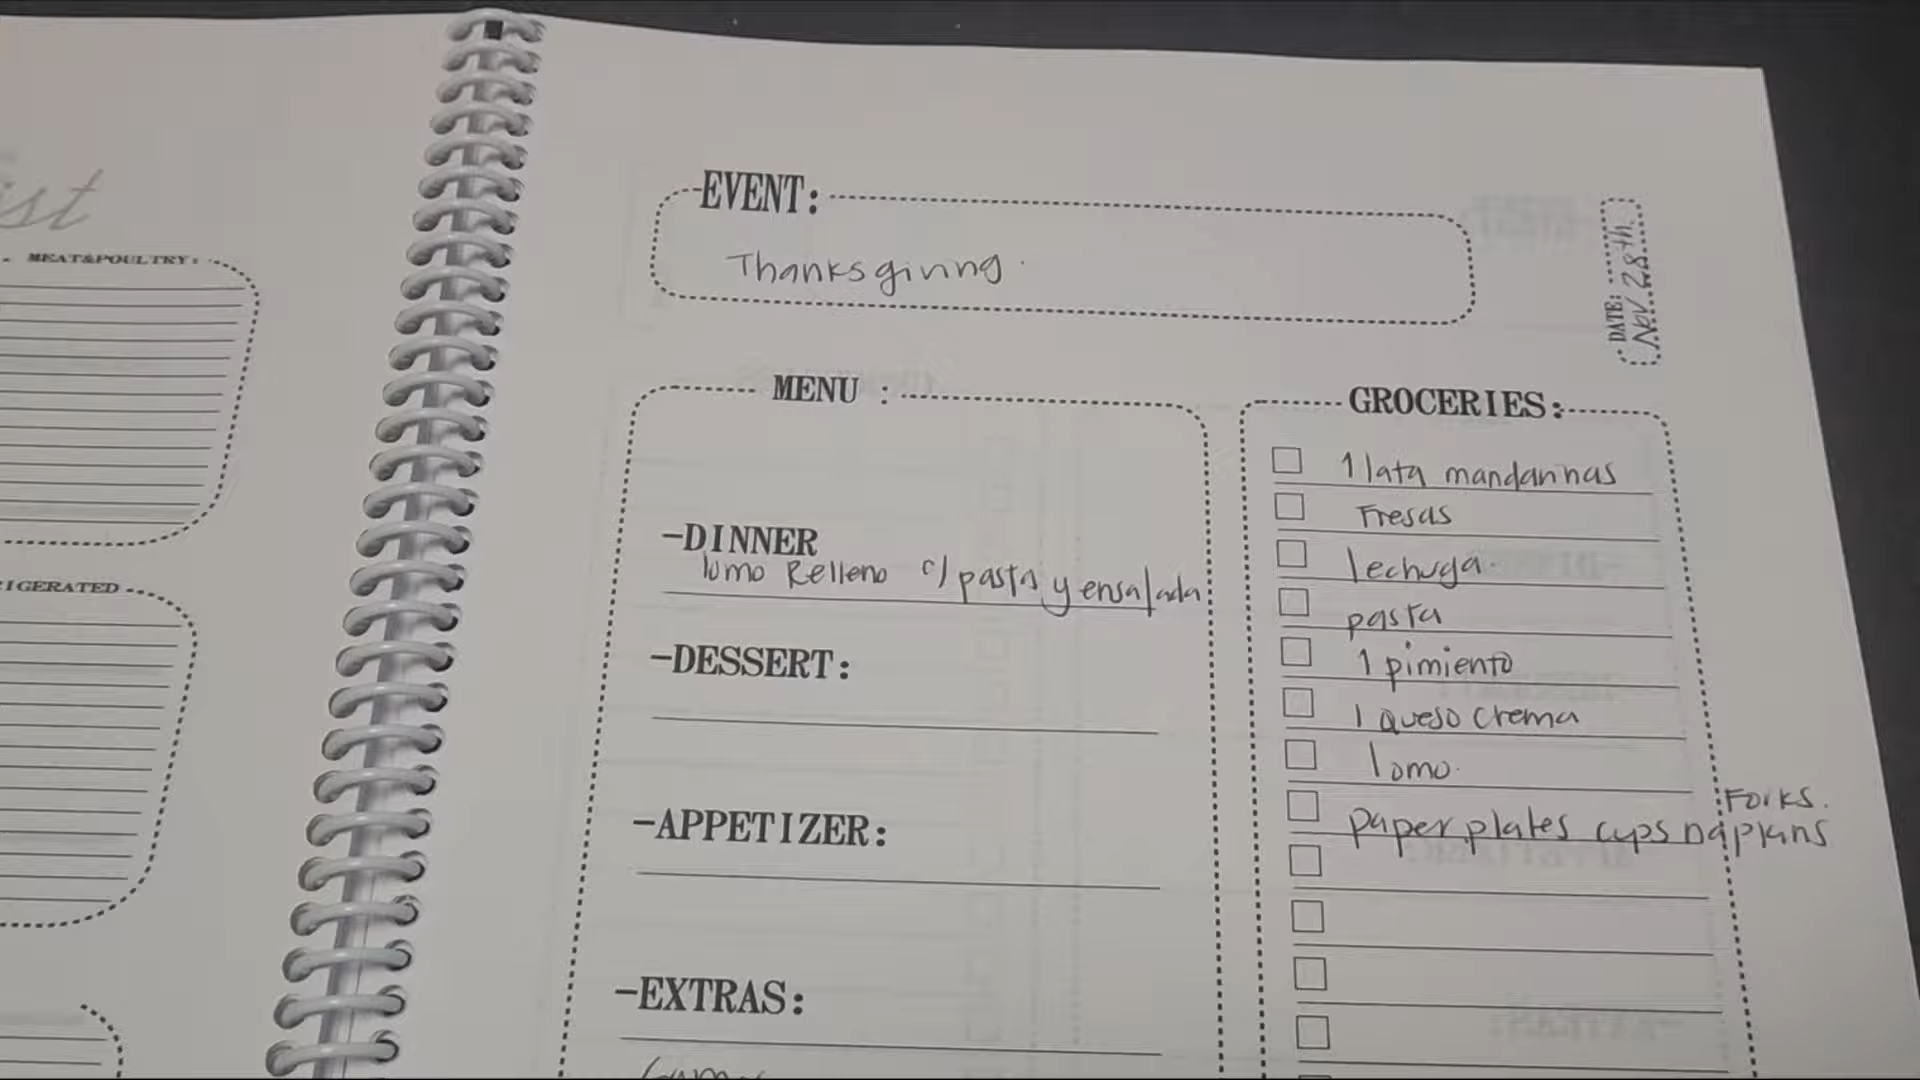 ist
MEAT&POULTRY:
IGERATED
EVENT:
Thanksgiving.
DATE:
Nov 28th
MENU :
-DINNER
lomo Relleno c/ pasta y ensalada
-DESSERT:
-APPETIZER:
-EXTRAS:
GROCERIES:
1 lata mandarinas
Fresas
lechuga.
pasta
1 pimiento
1 queso crema
lomo.
Forks.
paper plates cups napkins